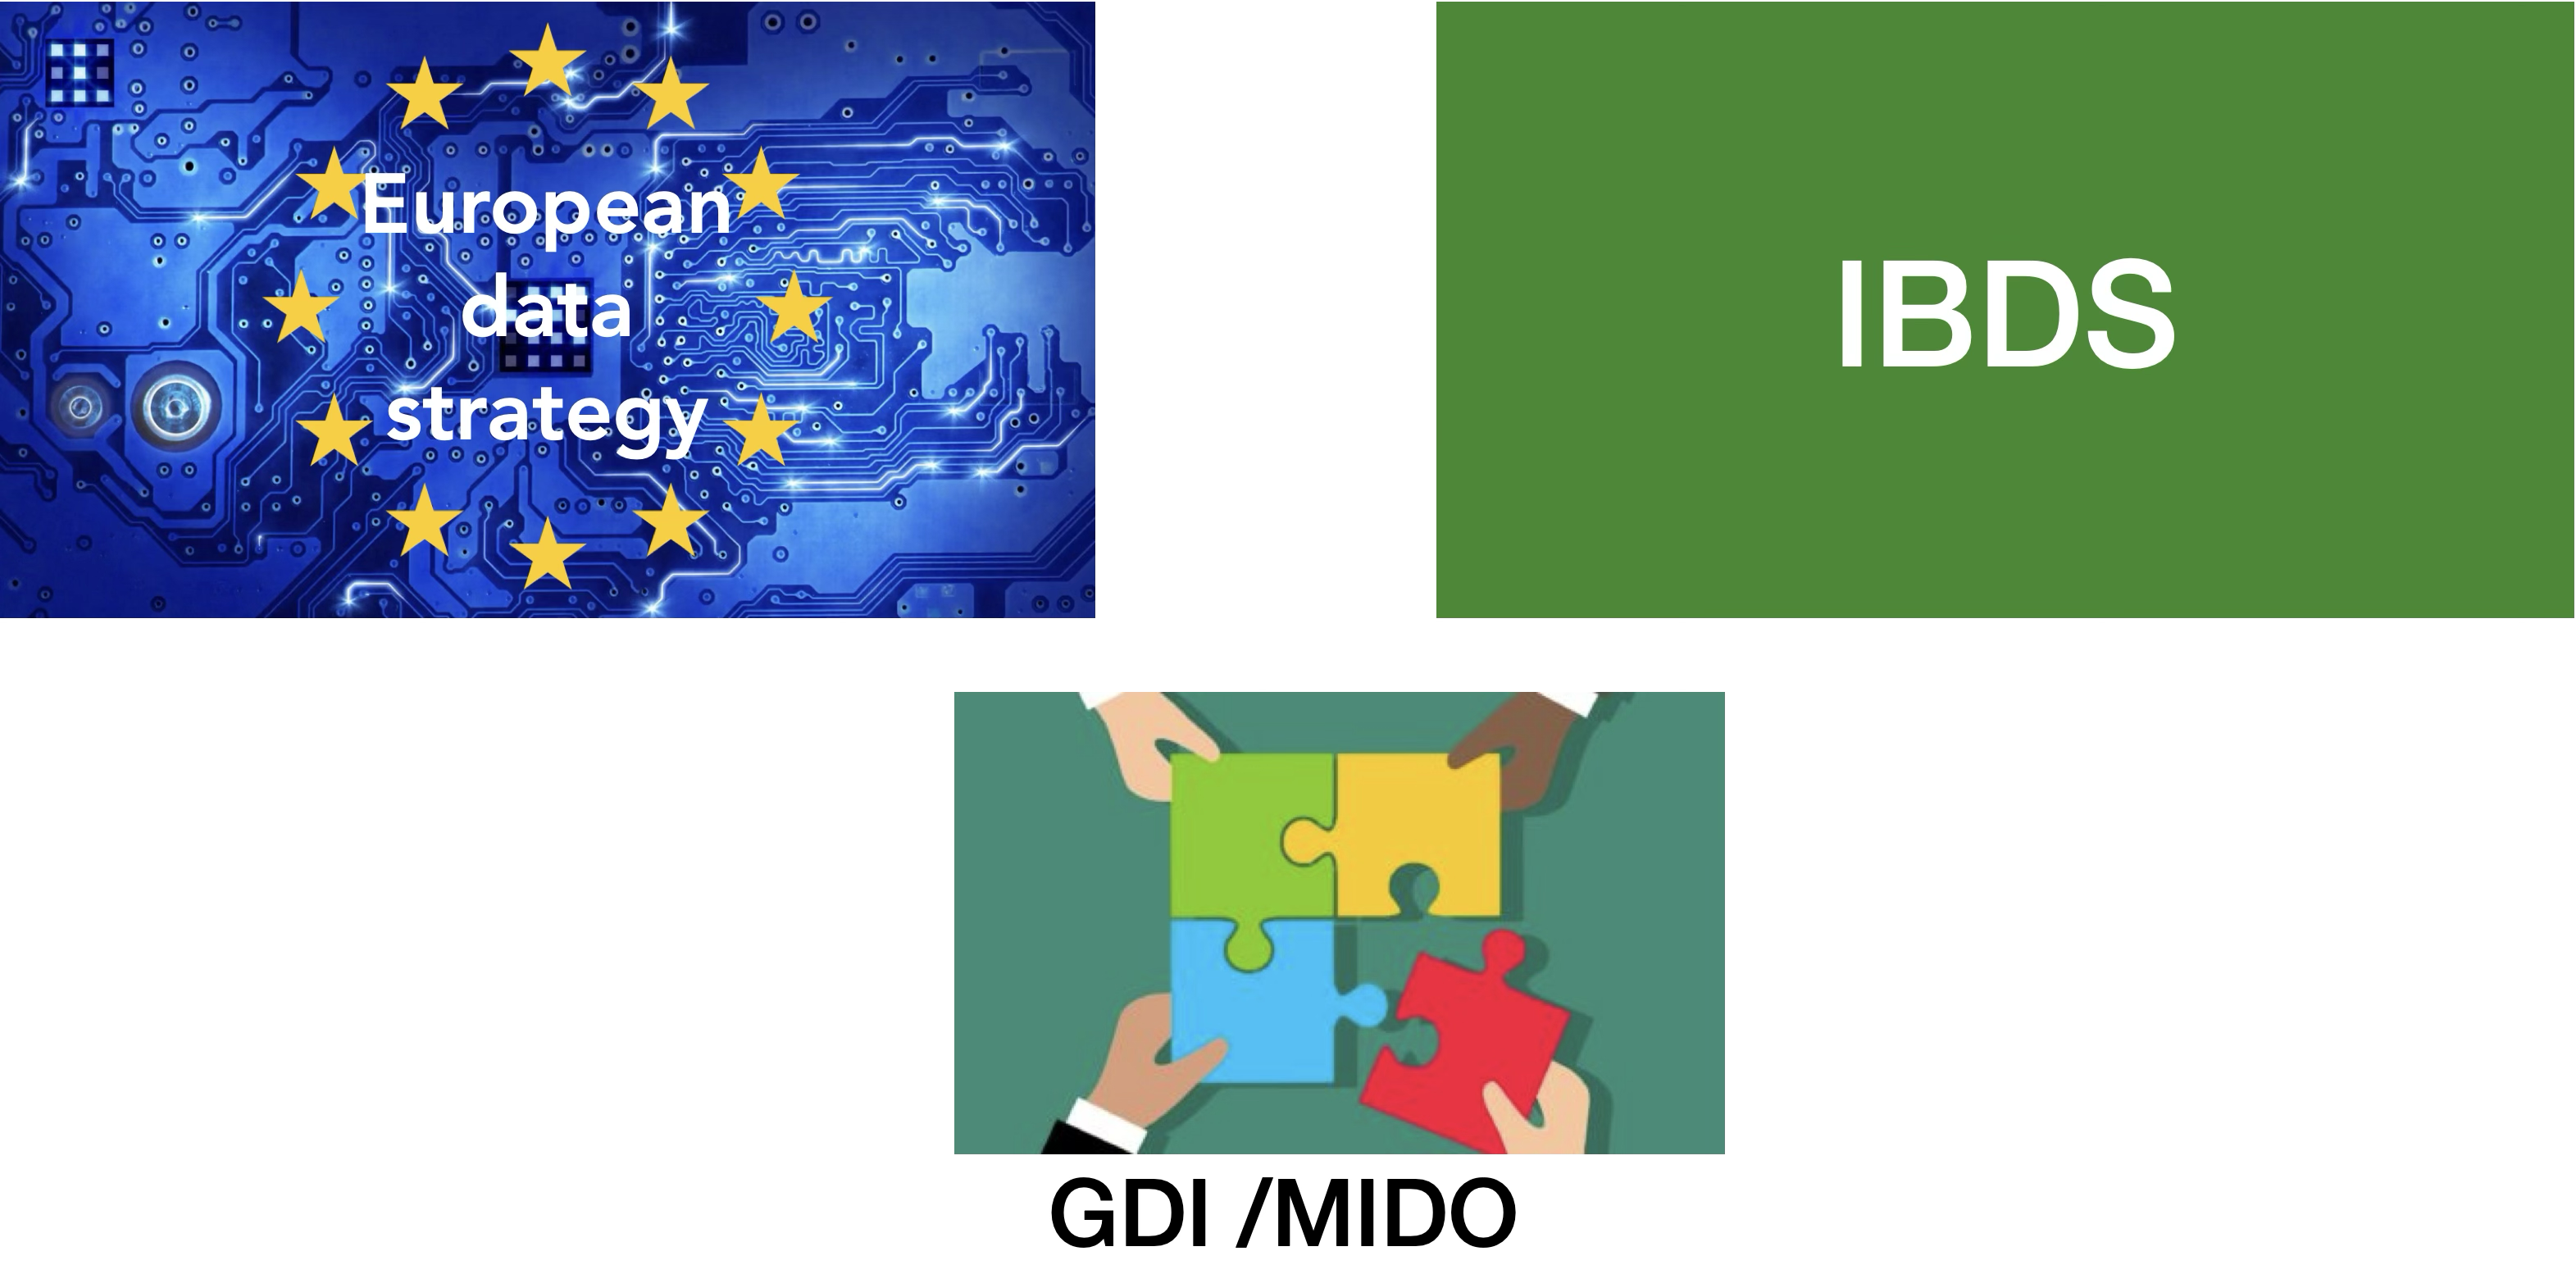 European
data
strategy
IBDS
GDI /MIDO